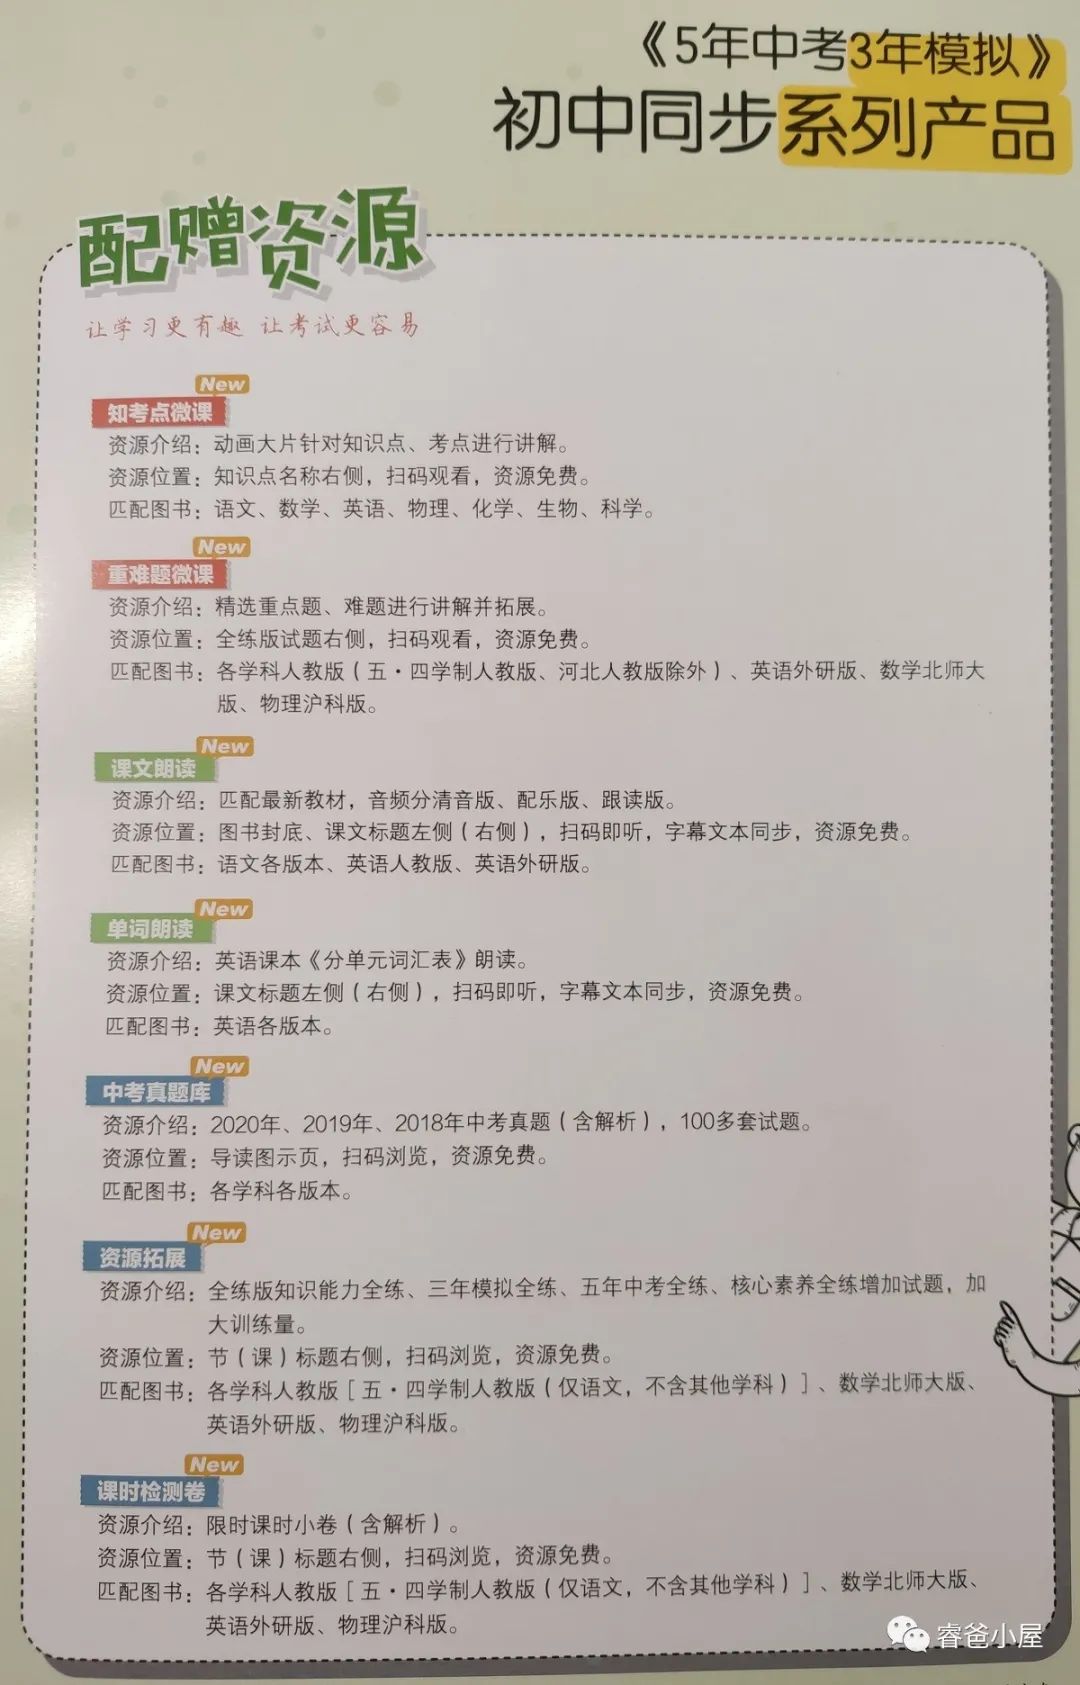 《5年中考3年模拟》
初中同步系列产品
配赠资源
让学习更有趣 让考试更容易
New
知考点微课
资源介绍：动画大片针对知识点、考点进行讲解。
资源位置：知识点名称右侧，扫码观看，资源免费。
匹配图书：语文、数学、英语、物理、化学、生物、科学。
New
重难题微课
资源介绍：精选重点题、难题进行讲解并拓展。
资源位置：全练版试题右侧，扫码观看，资源免费。
匹配图书：各学科人教版（五·四学制人教版、河北人教版除外）、英语外研版、数学北师大
版、物理沪科版。
New
课文朗读
资源介绍：匹配最新教材，音频分清音版、配乐版、跟读版。
资源位置：图书封底、课文标题左侧（右侧），扫码即听，字幕文本同步，资源免费。
匹配图书：语文各版本、英语人教版、英语外研版。
New
单词朗读
资源介绍：英语课本《分单元词汇表》朗读。
资源位置：课文标题左侧（右侧），扫码即听，字幕文本同步，资源免费。
匹配图书：英语各版本。
New
中考真题库
资源介绍：2020年、2019年、2018年中考真题（含解析），100多套试题。
资源位置：导读图示页，扫码浏览，资源免费。
匹配图书：各学科各版本。
New
资源拓展
资源介绍：全练版知识能力全练、三年模拟全练、五年中考全练、核心素养全练增加试题，加
大训练量。
资源位置：节（课）标题右侧，扫码浏览，资源免费。
匹配图书：各学科人教版［五·四学制人教版（仅语文，不含其他学科）］、数学北师大版、
英语外研版、物理沪科版。
New
课时检测卷
资源介绍：限时课时小卷（含解析）。
资源位置：节（课）标题右侧，扫码浏览，资源免费。
匹配图书：各学科人教版［五·四学制人教版（仅语文，不含其他学科）］、数学北师大版、
英语外研版、物理沪科版。
睿爸小屋